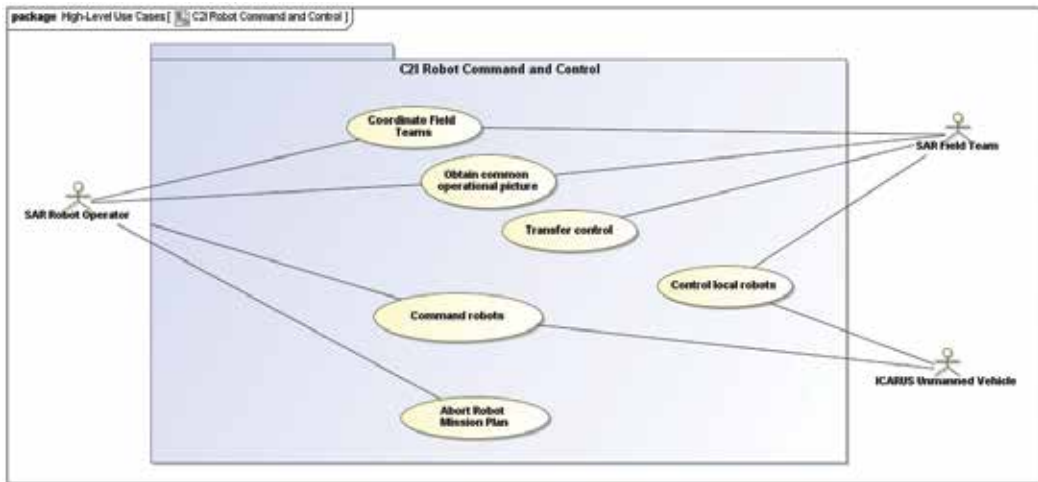 package High-Level Use Cases [ C2I Robot Command and Control ]
C2I Robot Command and Control
Coordinate Field
Teams
SAR Field Team
Obtain common
operational picture
SAR Robot Operator
Transfer control
Control local robots
Command robots
ICARUS Unmanned Vehicle
Abort Robot
Mission Plan